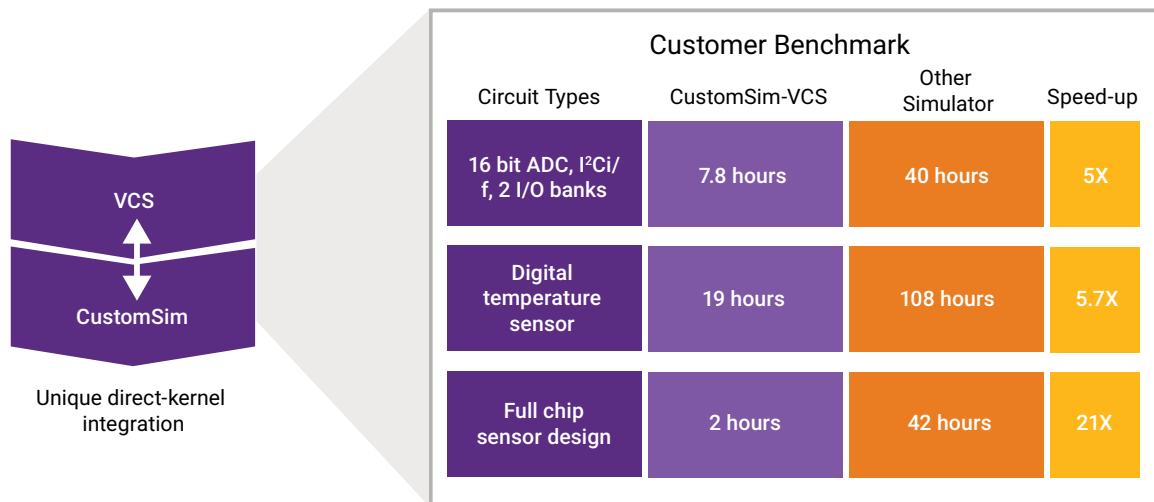 VCS
CustomSim
Unique direct-kernel
integration
Customer Benchmark
Circuit Types
CustomSim-VCS
Other
Simulator
Speed-up
16 bit ADC, I²Ci/
f, 2 I/O banks
7.8 hours
40 hours
5X
Digital
temperature
sensor
19 hours
108 hours
5.7X
Full chip
sensor design
2 hours
42 hours
21X